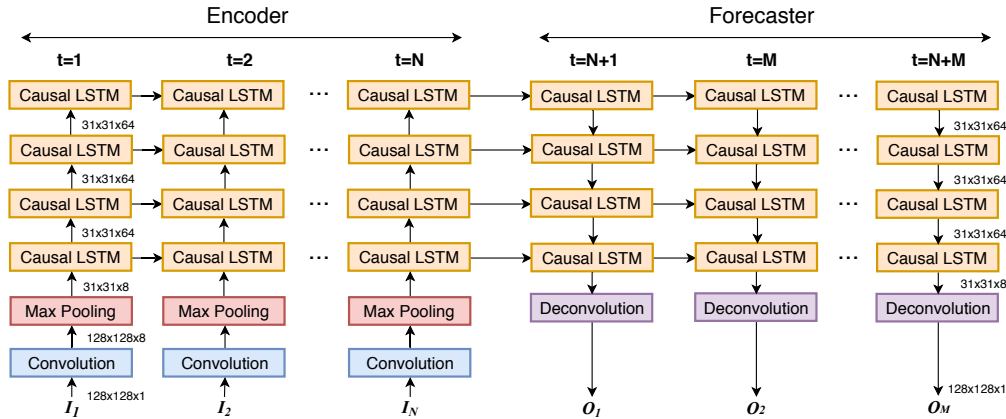 Encoder Forecaster
t=1 t=2 t=N t=N+1 t=M t=N+M
Causal LSTM Causal LSTM ... Causal LSTM Causal LSTM Causal LSTM ... Causal LSTM
31x31x64 31x31x64
Causal LSTM Causal LSTM ... Causal LSTM Causal LSTM Causal LSTM ... Causal LSTM
31x31x64 31x31x64
Causal LSTM Causal LSTM ... Causal LSTM Causal LSTM Causal LSTM ... Causal LSTM
31x31x64 31x31x64
Causal LSTM Causal LSTM ... Causal LSTM Causal LSTM Causal LSTM ... Causal LSTM
31x31x8 31x31x8
Max Pooling Max Pooling Max Pooling Deconvolution Deconvolution Deconvolution
128x128x8
Convolution Convolution Convolution
128x128x1 128x128x1
I1 I2 IN O1 O2 OM